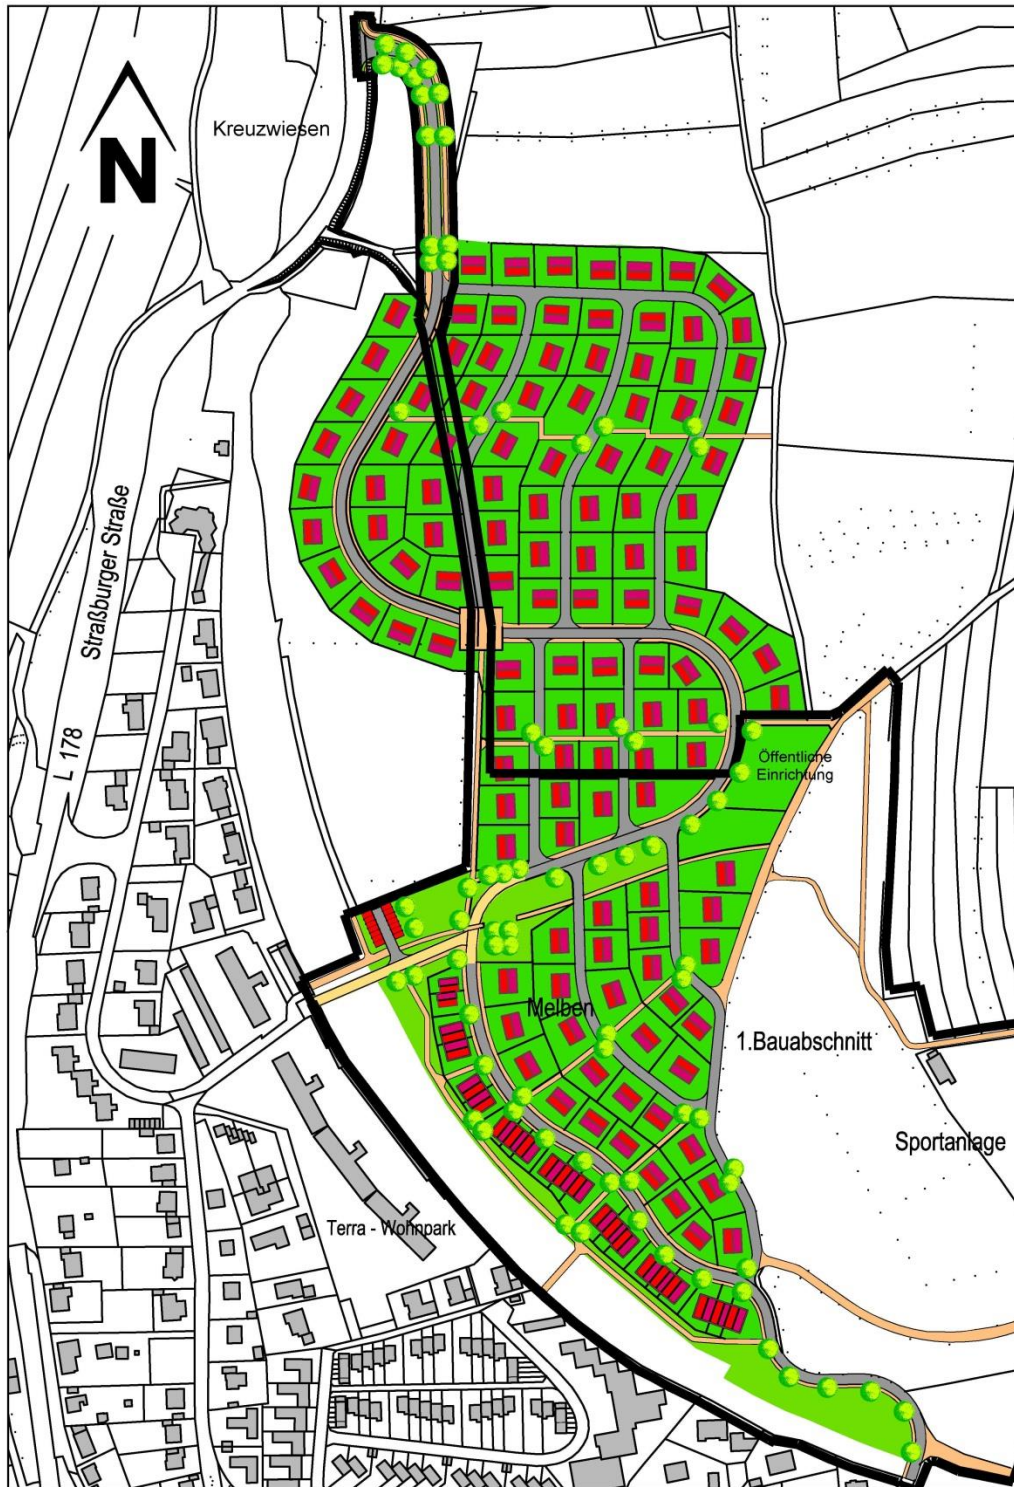 N
Kreuzwiesen
Straßburger Straße
L 178
Öffentliche
Einrichtung
Melben
1.Bauabschnitt
Sportanlage
Terra - Wohnpark